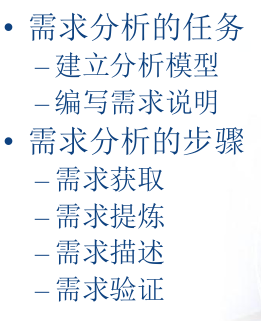 • 需求分析的任务
– 建立分析模型
– 编写需求说明
• 需求分析的步骤
– 需求获取
– 需求提炼
– 需求描述
– 需求验证